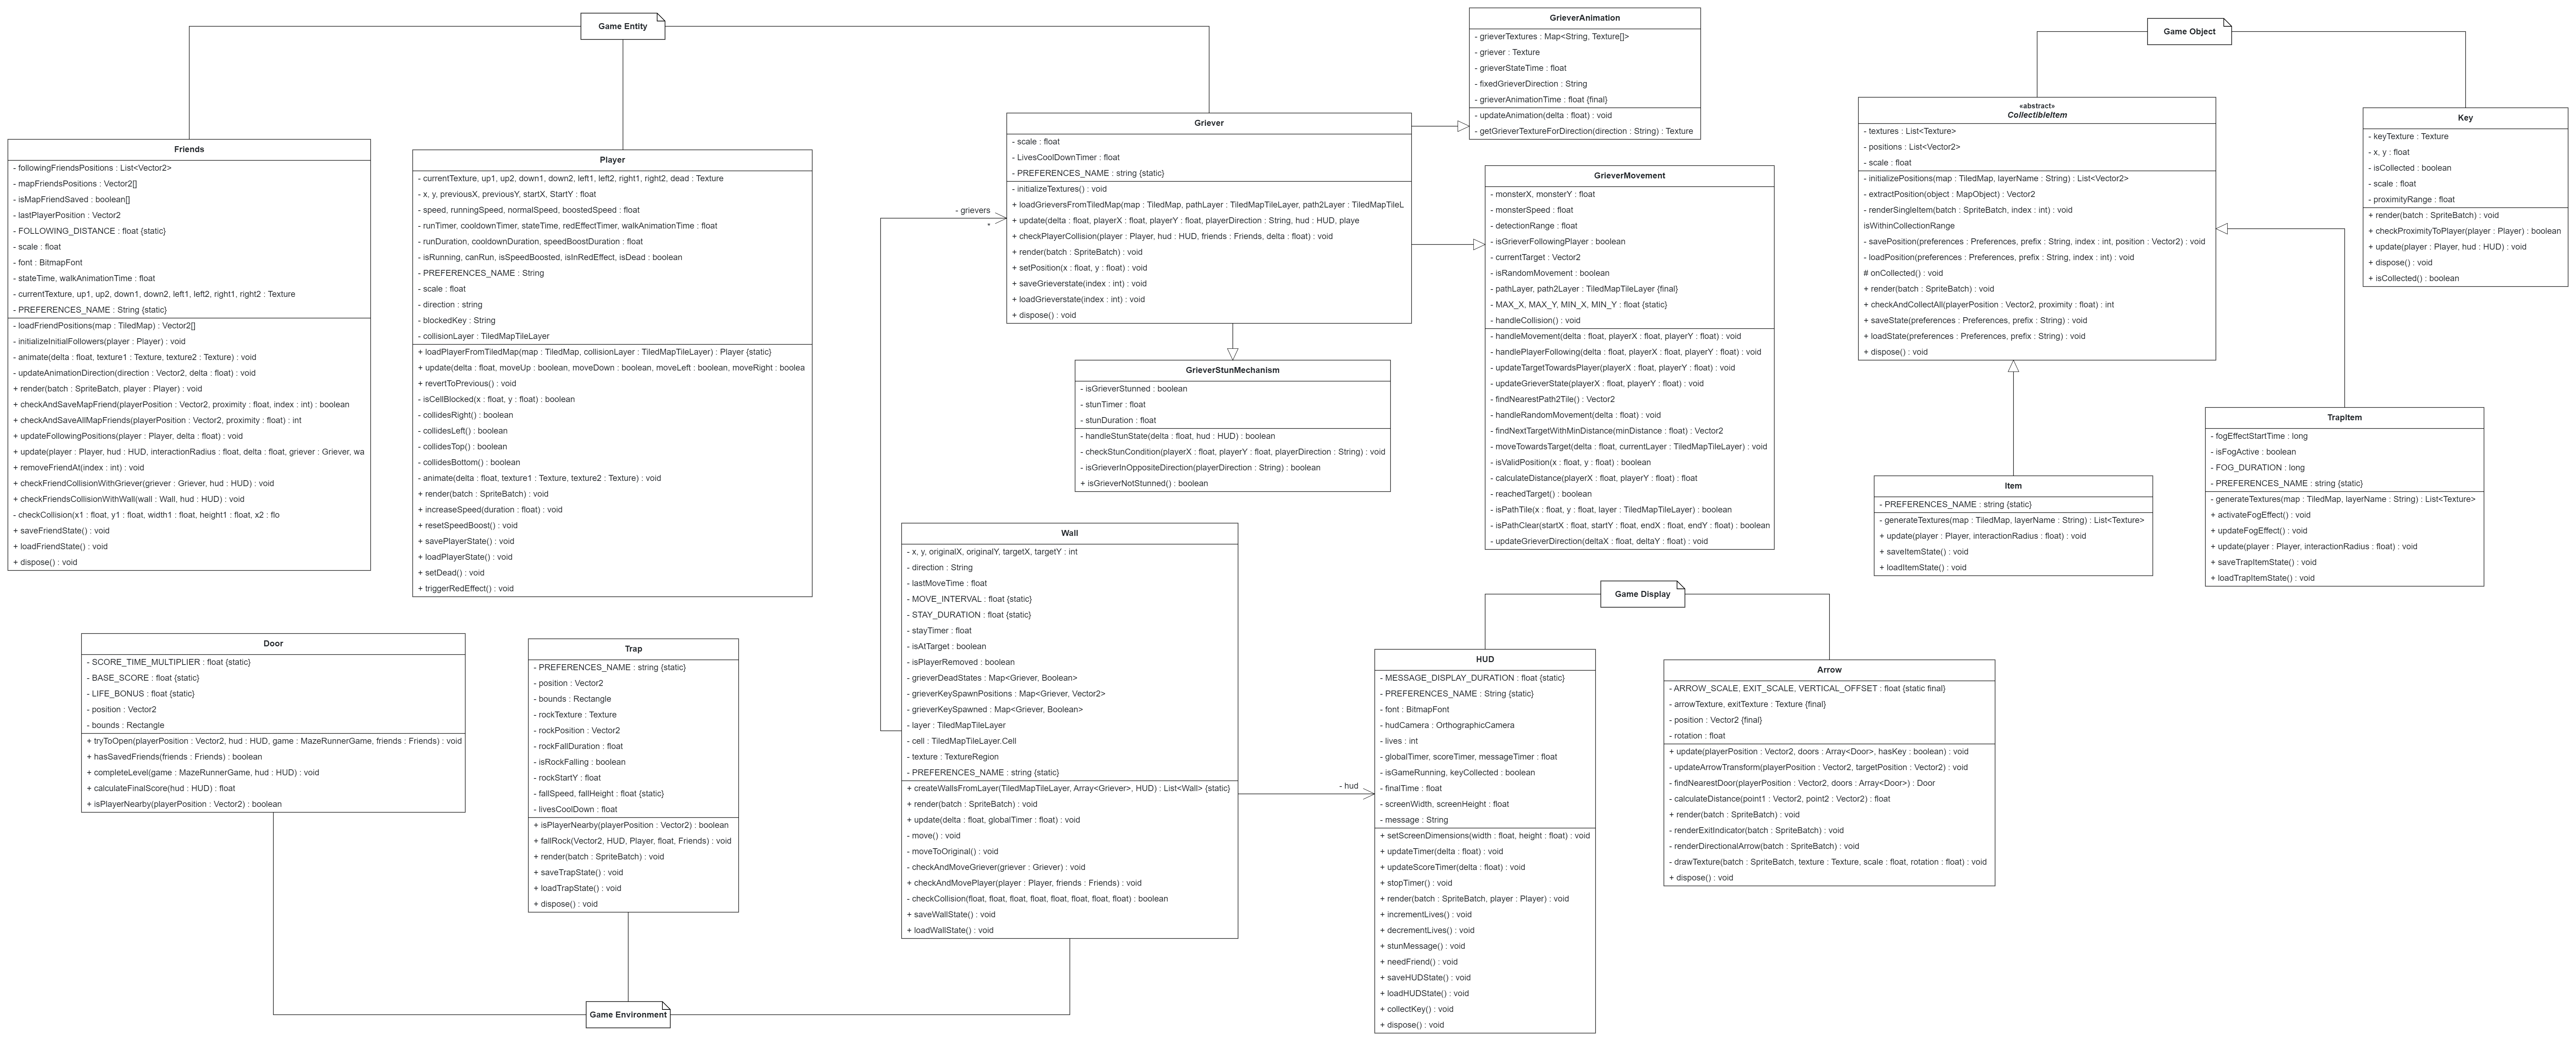 Game Entity
Friends
- followingFriendsPositions : List<Vector2>
- mapFriendsPositions : Vector2[]
- isMapFriendSaved : boolean[]
- lastPlayerPosition : Vector2
- FOLLOWING_DISTANCE : float {static}
- scale : float
- font : BitmapFont
- stateTime, walkAnimationTime : float
- currentTexture, up1, up2, down1, down2, left1, left2, right1, right2 : Texture
- PREFERENCES_NAME : String {static}
- loadFriendPositions(map : TiledMap) : Vector2[]
- initializeInitialFollowers(player : Player) : void
- animate(delta : float, texture1 : Texture, texture2 : Texture) : void
- updateAnimationDirection(direction : Vector2, delta : float) : void
+ render(batch : SpriteBatch, player : Player) : void
+ checkAndSaveMapFriend(playerPosition : Vector2, proximity : float, index : int) : boolean
+ checkAndSaveAllMapFriends(playerPosition : Vector2, proximity : float) : int
+ updateFollowingPositions(player : Player, delta : float) : void
+ update(player : Player, hud : HUD, interactionRadius : float, delta : float, griever : Griever, wa
+ removeFriendAt(index : int) : void
+ checkFriendCollisionWithGriever(griever : Griever, hud : HUD) : void
+ checkFriendsCollisionWithWall(wall : Wall, hud : HUD) : void
- checkCollision(x1 : float, y1 : float, width1 : float, height1 : float, x2 : flo
+ saveFriendState() : void
+ loadFriendState() : void
+ dispose() : void
Player
- currentTexture, up1, up2, down1, down2, left1, left2, right1, right2, dead : Texture
- x, y, previousX, previousY, startX, StartY : float
- speed, runningSpeed, normalSpeed, boostedSpeed : float
- runTimer, cooldownTimer, stateTime, redEffectTimer, walkAnimationTime : float
- runDuration, cooldownDuration, speedBoostDuration : float
- isRunning, canRun, isSpeedBoosted, isInRedEffect, isDead : boolean
- PREFERENCES_NAME : String
- scale : float
- direction : string
- blockedKey : String
- collisionLayer : TiledMapTileLayer
+ loadPlayerFromTiledMap(map : TiledMap, collisionLayer : TiledMapTileLayer) : Player {static}
+ update(delta : float, moveUp : boolean, moveDown : boolean, moveLeft : boolean, moveRight : boolea
+ revertToPrevious() : void
- isCellBlocked(x : float, y : float) : boolean
- collidesRight() : boolean
- collidesLeft() : boolean
- collidesTop() : boolean
- collidesBottom() : boolean
- animate(delta : float, texture1 : Texture, texture2 : Texture) : void
+ render(batch : SpriteBatch) : void
+ increaseSpeed(duration : float) : void
+ resetSpeedBoost() : void
+ savePlayerState() : void
+ loadPlayerState() : void
+ setDead() : void
+ triggerRedEffect() : void
Griever
- scale : float
- LivesCoolDownTimer : float
- PREFERENCES_NAME : string {static}
- initializeTextures() : void
+ loadGrieversFromTiledMap(map : TiledMap, pathLayer : TiledMapTileLayer, path2Layer : TiledMapTileL
+ update(delta : float, playerX : float, playerY : float, playerDirection : String, hud : HUD, playe
+ checkPlayerCollision(player : Player, hud : HUD, friends : Friends, delta : float) : void
+ render(batch : SpriteBatch) : void
+ setPosition(x : float, y : float) : void
+ saveGrieverstate(index : int) : void
+ loadGrieverstate(index : int) : void
+ dispose() : void
- grievers
*
GrieverAnimation
- grieverTextures : Map<String, Texture[]>
- griever : Texture
- grieverStateTime : float
- fixedGrieverDirection : String
- grieverAnimationTime : float {final}
- updateAnimation(delta : float) : void
- getGrieverTextureForDirection(direction : String) : Texture
GrieverMovement
- monsterX, monsterY : float
- monsterSpeed : float
- detectionRange : float
- isGrieverFollowingPlayer : boolean
- currentTarget : Vector2
- isRandomMovement : boolean
- pathLayer, path2Layer : TiledMapTileLayer {final}
- MAX_X, MAX_Y, MIN_X, MIN_Y : float {static}
- handleCollision() : void
- handleMovement(delta : float, playerX : float, playerY : float) : void
- handlePlayerFollowing(delta : float, playerX : float, playerY : float) : void
- updateTargetTowardsPlayer(playerX : float, playerY : float) : void
- updateGrieverState(playerX : float, playerY : float) : void
- findNearestPath2Tile() : Vector2
- handleRandomMovement(delta : float) : void
- findNextTargetWithMinDistance(minDistance : float) : Vector2
- moveTowardsTarget(delta : float, currentLayer : TiledMapTileLayer) : void
- isValidPosition(x : float, y : float) : boolean
- calculateDistance(playerX : float, playerY : float) : float
- reachedTarget() : boolean
- isPathTile(x : float, y : float, layer : TiledMapTileLayer) : boolean
- isPathClear(startX : float, startY : float, endX : float, endY : float) : boolean
- updateGrieverDirection(deltaX : float, deltaY : float) : void
GrieverStunMechanism
- isGrieverStunned : boolean
- stunTimer : float
- stunDuration : float
- handleStunState(delta : float, hud : HUD) : boolean
- checkStunCondition(playerX : float, playerY : float, playerDirection : String) : void
- isGrieverInOppositeDirection(playerDirection : String) : boolean
+ isGrieverNotStunned() : boolean
Game Object
«abstract»
CollectibleItem
- textures : List<Texture>
- positions : List<Vector2>
- scale : float
- initializePositions(map : TiledMap, layerName : String) : List<Vector2>
- extractPosition(object : MapObject) : Vector2
- renderSingleItem(batch : SpriteBatch, index : int) : void
isWithinCollectionRange
- savePosition(preferences : Preferences, prefix : String, index : int, position : Vector2) : void
- loadPosition(preferences : Preferences, prefix : String, index : int) : void
# onCollected() : void
+ render(batch : SpriteBatch) : void
+ checkAndCollectAll(playerPosition : Vector2, proximity : float) : int
+ saveState(preferences : Preferences, prefix : String) : void
+ loadState(preferences : Preferences, prefix : String) : void
+ dispose() : void
Key
- keyTexture : Texture
- x, y : float
- isCollected : boolean
- scale : float
- proximityRange : float
+ render(batch : SpriteBatch) : void
+ checkProximityToPlayer(player : Player) : boolean
+ update(player : Player, hud : HUD) : void
+ dispose() : void
+ isCollected() : boolean
Item
- PREFERENCES_NAME : string {static}
- generateTextures(map : TiledMap, layerName : String) : List<Texture>
+ update(player : Player, interactionRadius : float) : void
+ saveItemState() : void
+ loadItemState() : void
TrapItem
- fogEffectStartTime : long
- isFogActive : boolean
- FOG_DURATION : long
- PREFERENCES_NAME : string {static}
- generateTextures(map : TiledMap, layerName : String) : List<Texture>
+ activateFogEffect() : void
+ updateFogEffect() : void
+ update(player : Player, interactionRadius : float) : void
+ saveTrapItemState() : void
+ loadTrapItemState() : void
Door
- SCORE_TIME_MULTIPLIER : float {static}
- BASE_SCORE : float {static}
- LIFE_BONUS : float {static}
- position : Vector2
- bounds : Rectangle
+ tryToOpen(playerPosition : Vector2, hud : HUD, game : MazeRunnerGame, friends : Friends) : void
+ hasSavedFriends(friends : Friends) : boolean
+ completeLevel(game : MazeRunnerGame, hud : HUD) : void
+ calculateFinalScore(hud : HUD) : float
+ isPlayerNearby(playerPosition : Vector2) : boolean
Trap
- PREFERENCES_NAME : string {static}
- position : Vector2
- bounds : Rectangle
- rockTexture : Texture
- rockPosition : Vector2
- rockFallDuration : float
- isRockFalling : boolean
- rockStartY : float
- fallSpeed, fallHeight : float {static}
- livesCoolDown : float
+ isPlayerNearby(playerPosition : Vector2) : boolean
+ fallRock(Vector2, HUD, Player, float, Friends) : void
+ render(batch : SpriteBatch) : void
+ saveTrapState() : void
+ loadTrapState() : void
+ dispose() : void
Wall
- x, y, originalX, originalY, targetX, targetY : int
- direction : String
- lastMoveTime : float
- MOVE_INTERVAL : float {static}
- STAY_DURATION : float {static}
- stayTimer : float
- isAtTarget : boolean
- isPlayerRemoved : boolean
- grieverDeadStates : Map<Griever, Boolean>
- grieverKeySpawnPositions : Map<Griever, Vector2>
- grieverKeySpawned : Map<Griever, Boolean>
- layer : TiledMapTileLayer
- cell : TiledMapTileLayer.Cell
- texture : TextureRegion
- PREFERENCES_NAME : string {static}
+ createWallsFromLayer(TiledMapTileLayer, Array<Griever>, HUD) : List<Wall> {static}
+ render(batch : SpriteBatch) : void
+ update(delta : float, globalTimer : float) : void
- move() : void
- moveToOriginal() : void
- checkAndMoveGriever(griever : Griever) : void
+ checkAndMovePlayer(player : Player, friends : Friends) : void
- checkCollision(float, float, float, float, float, float, float, float) : boolean
+ saveWallState() : void
+ loadWallState() : void
- hud
Game Environment
Game Display
HUD
- MESSAGE_DISPLAY_DURATION : float {static}
- PREFERENCES_NAME : String {static}
- font : BitmapFont
- hudCamera : OrthographicCamera
- lives : int
- globalTimer, scoreTimer, messageTimer : float
- isGameRunning, keyCollected : boolean
- finalTime : float
- screenWidth, screenHeight : float
- message : String
+ setScreenDimensions(width : float, height : float) : void
+ updateTimer(delta : float) : void
+ updateScoreTimer(delta : float) : void
+ stopTimer() : void
+ render(batch : SpriteBatch, player : Player) : void
+ incrementLives() : void
+ decrementLives() : void
+ stunMessage() : void
+ needFriend() : void
+ saveHUDState() : void
+ loadHUDState() : void
+ collectKey() : void
+ dispose() : void
Arrow
- ARROW_SCALE, EXIT_SCALE, VERTICAL_OFFSET : float {static final}
- arrowTexture, exitTexture : Texture {final}
- position : Vector2 {final}
- rotation : float
+ update(playerPosition : Vector2, doors : Array<Door>, hasKey : boolean) : void
- updateArrowTransform(playerPosition : Vector2, targetPosition : Vector2) : void
- findNearestDoor(playerPosition : Vector2, doors : Array<Door>) : Door
- calculateDistance(point1 : Vector2, point2 : Vector2) : float
+ render(batch : SpriteBatch) : void
- renderExitIndicator(batch : SpriteBatch) : void
- renderDirectionalArrow(batch : SpriteBatch) : void
- drawTexture(batch : SpriteBatch, texture : Texture, scale : float, rotation : float) : void
+ dispose() : void